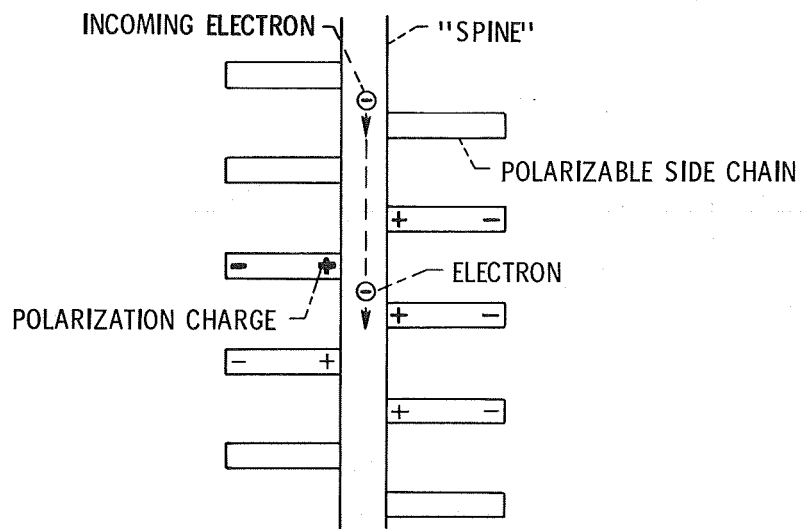 INCOMING ELECTRON
"SPINE"
POLARIZABLE SIDE CHAIN
+ −
− +
ELECTRON
POLARIZATION CHARGE
+ −
− +
+ −